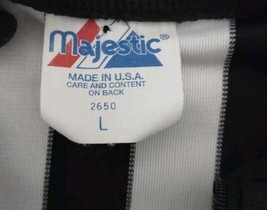 Majestic®
MADE IN U.S.A.
CARE AND CONTENT
ON BACK
2650
L